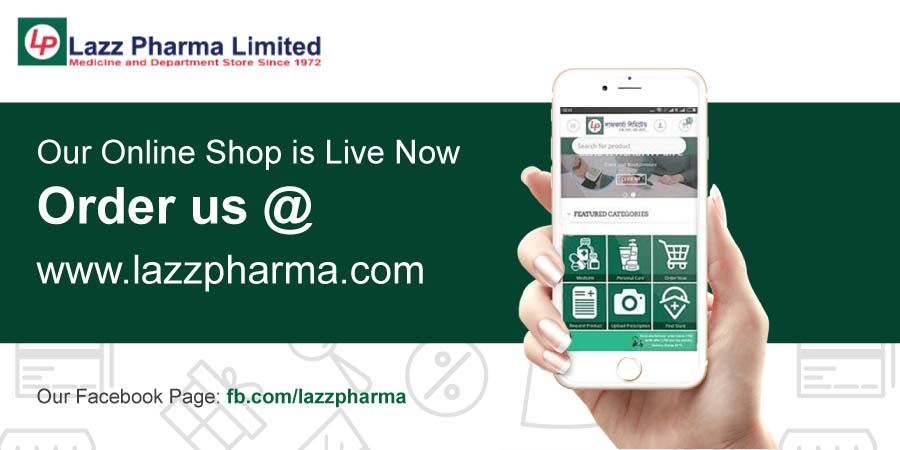 LP
Lazz Pharma Limited
Medicine and Department Store Since 1972
Our Online Shop is Live Now
Order us @
www.lazzpharma.com
Our Facebook Page: fb.com/lazzpharma
LP
লাজফার্মা লিমিটেড
Search for product
FEATURED CATEGORIES
Medicine
Personal Care
Order Now
Request Product
Upload Prescription
Find Store